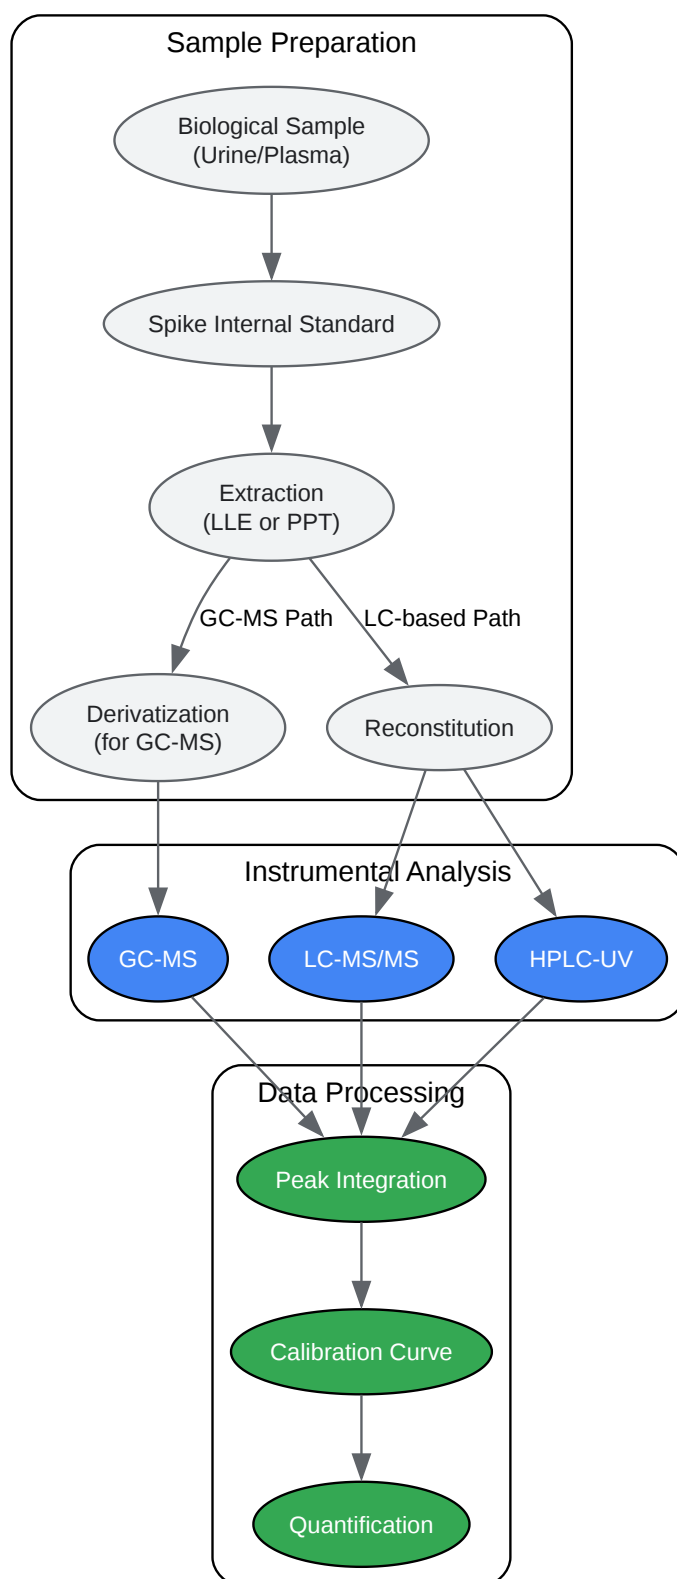 Sample Preparation
Biological Sample
(Urine/Plasma)
Spike Internal Standard
Extraction
(LLE or PPT)
GC-MS Path
LC-based Path
Derivatization
(for GC-MS)
Reconstitution
Instrumental Analysis
GC-MS
LC-MS/MS
HPLC-UV
Data Processing
Peak Integration
Calibration Curve
Quantification